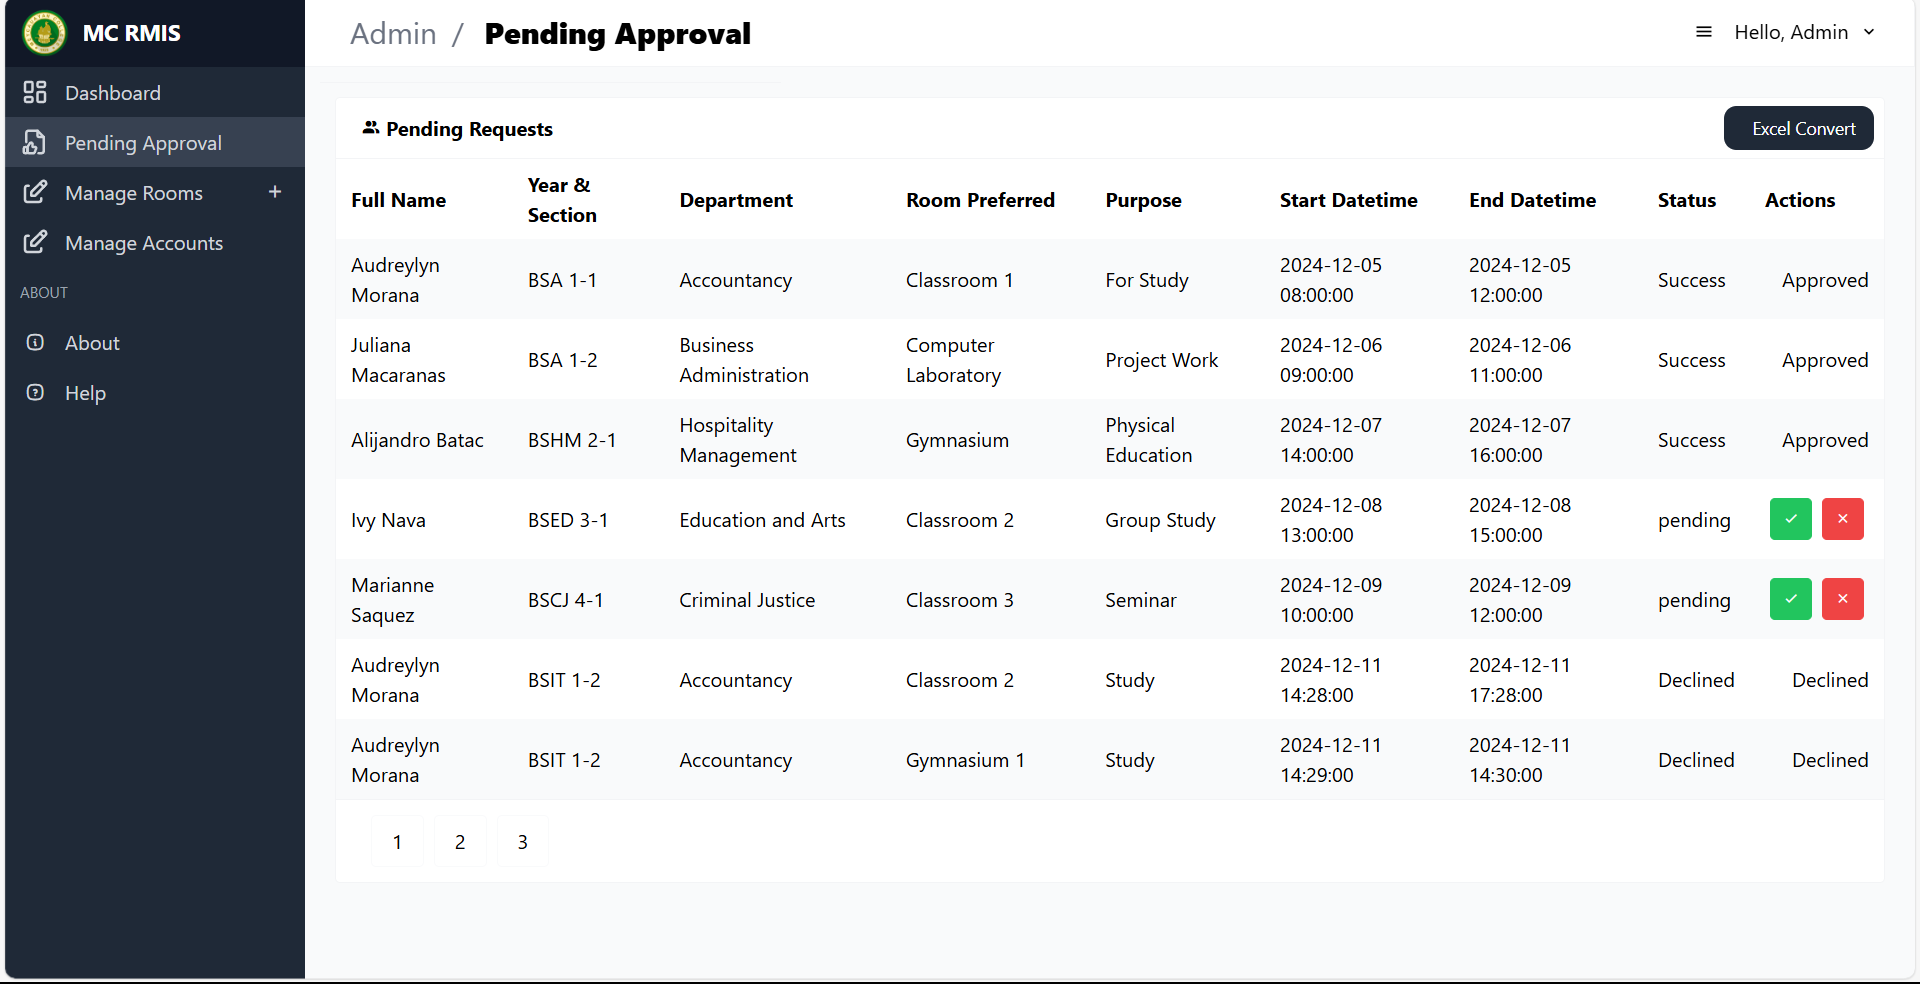 MC RMIS
Admin / Pending Approval
Hello, Admin
Dashboard
Pending Approval
Manage Rooms +
Manage Accounts
ABOUT
About
Help
Pending Requests
Excel Convert
Full Name Year & Section Department Room Preferred Purpose Start Datetime End Datetime Status Actions
Audreylyn Morana BSA 1-1 Accountancy Classroom 1 For Study 2024-12-05 08:00:00 2024-12-05 12:00:00 Success Approved
Juliana Macaranas BSA 1-2 Business Administration Computer Laboratory Project Work 2024-12-06 09:00:00 2024-12-06 11:00:00 Success Approved
Alijandro Batac BSHM 2-1 Hospitality Management Gymnasium Physical Education 2024-12-07 14:00:00 2024-12-07 16:00:00 Success Approved
Ivy Nava BSED 3-1 Education and Arts Classroom 2 Group Study 2024-12-08 13:00:00 2024-12-08 15:00:00 pending
Marianne Saquez BSCJ 4-1 Criminal Justice Classroom 3 Seminar 2024-12-09 10:00:00 2024-12-09 12:00:00 pending
Audreylyn Morana BSIT 1-2 Accountancy Classroom 2 Study 2024-12-11 14:28:00 2024-12-11 17:28:00 Declined Declined
Audreylyn Morana BSIT 1-2 Accountancy Gymnasium 1 Study 2024-12-11 14:29:00 2024-12-11 14:30:00 Declined Declined
1 2 3